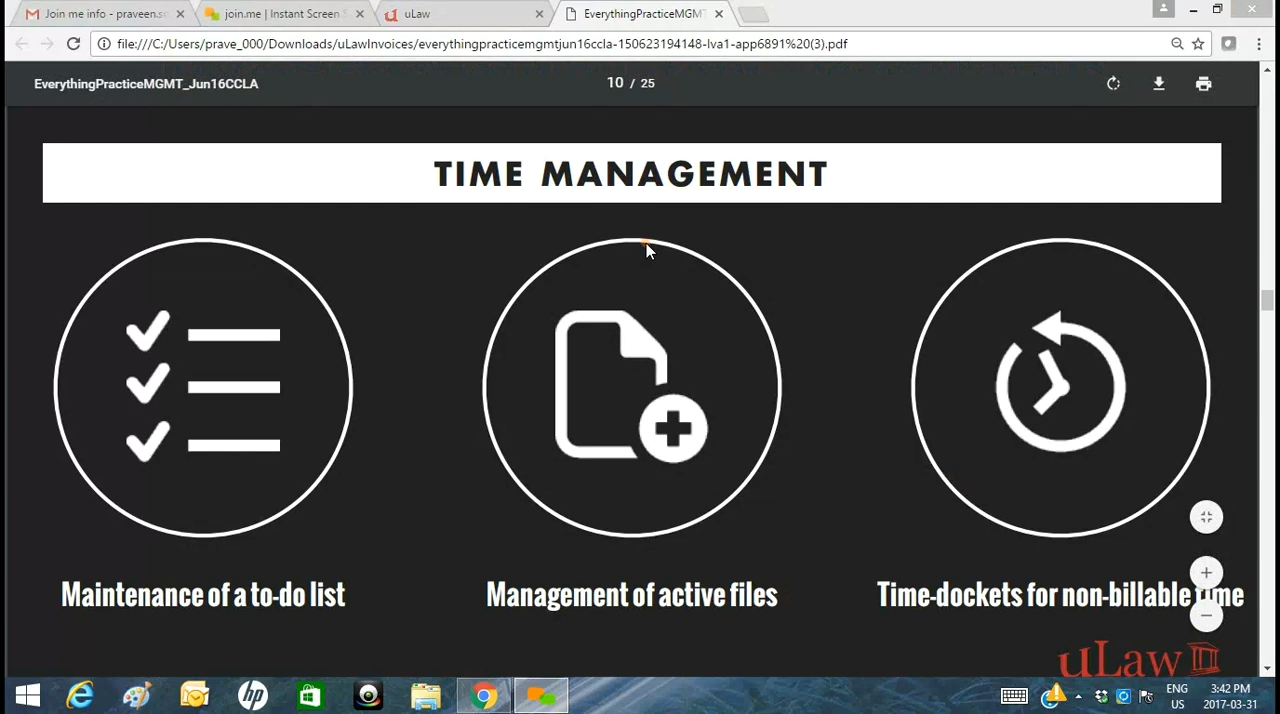 Join me info - praveen.se
join.me | Instant Screen S
uLaw
EverythingPracticeMGMT
file:///C:/Users/prave_000/Downloads/uLawInvoices/everythingpracticemgmtjun16ccla-150623194148-lva1-app6891%20(3).pdf
EverythingPracticeMGMT_Jun16CCLA
10 / 25
TIME MANAGEMENT
Maintenance of a to-do list
Management of active files
Time-dockets for non-billable time
uLaw
hp
ENG
US
3:42 PM
2017-03-31